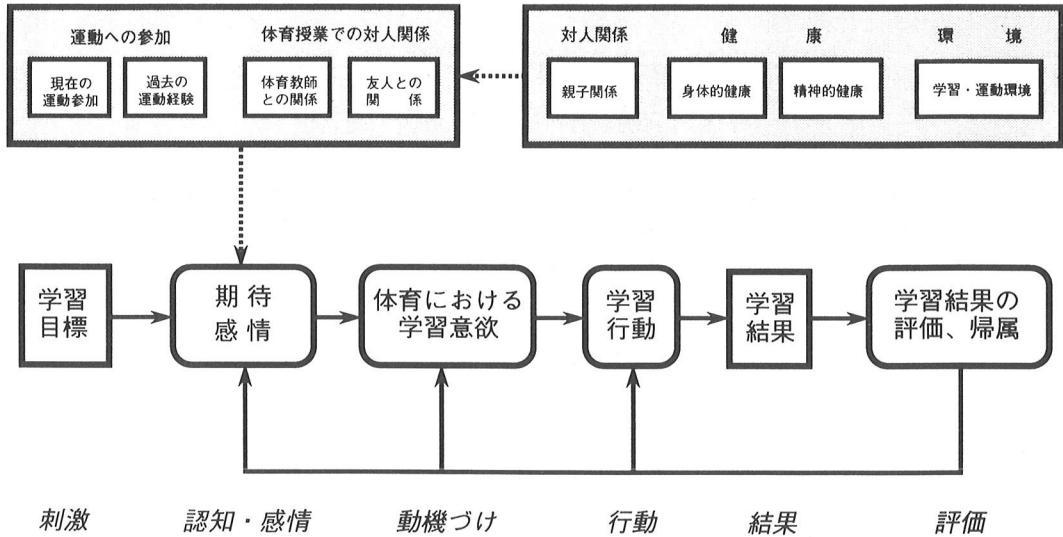 運動への参加
体育授業での対人関係
現在の
運動参加
過去の
運動経験
体育教師
との関係
友人との
関　係
対人関係
健　康
環　境
親子関係
身体的健康
精神的健康
学習・運動環境
学習
目標
期待
感情
体育における
学習意欲
学習
行動
学習
結果
学習結果の
評価、帰属
刺激
認知・感情
動機づけ
行動
結果
評価